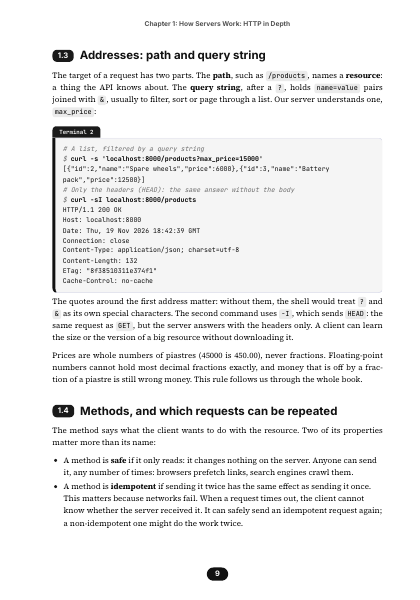 Chapter 1: How Servers Work: HTTP in Depth
1.3 Addresses: path and query string
The target of a request has two parts. The path, such as /products, names a resource:
a thing the API knows about. The query string, after a ?, holds name=value pairs
joined with &, usually to filter, sort or page through a list. Our server understands one,
max_price:
Terminal 2
# A list, filtered by a query string
$ curl -s 'localhost:8000/products?max_price=15000'
[{"id":2,"name":"Spare wheels","price":6000},{"id":3,"name":"Battery
pack","price":12500}]
# Only the headers (HEAD): the same answer without the body
$ curl -sI localhost:8000/products
HTTP/1.1 200 OK
Host: localhost:8000
Date: Thu, 19 Nov 2026 18:42:39 GMT
Connection: close
Content-Type: application/json; charset=utf-8
Content-Length: 132
ETag: "8f38510311e374f1"
Cache-Control: no-cache
The quotes around the first address matter: without them, the shell would treat ? and
& as its own special characters. The second command uses -I, which sends HEAD: the
same request as GET, but the server answers with the headers only. A client can learn
the size or the version of a big resource without downloading it.
Prices are whole numbers of piastres (45000 is 450.00), never fractions. Floating-point
numbers cannot hold most decimal fractions exactly, and money that is off by a frac-
tion of a piastre is still wrong money. This rule follows us through the whole book.
1.4 Methods, and which requests can be repeated
The method says what the client wants to do with the resource. Two of its properties
matter more than its name:
• A method is safe if it only reads: it changes nothing on the server. Anyone can send
it, any number of times: browsers prefetch links, search engines crawl them.
• A method is idempotent if sending it twice has the same effect as sending it once.
This matters because networks fail. When a request times out, the client cannot
know whether the server received it. It can safely send an idempotent request again;
a non-idempotent one might do the work twice.
9